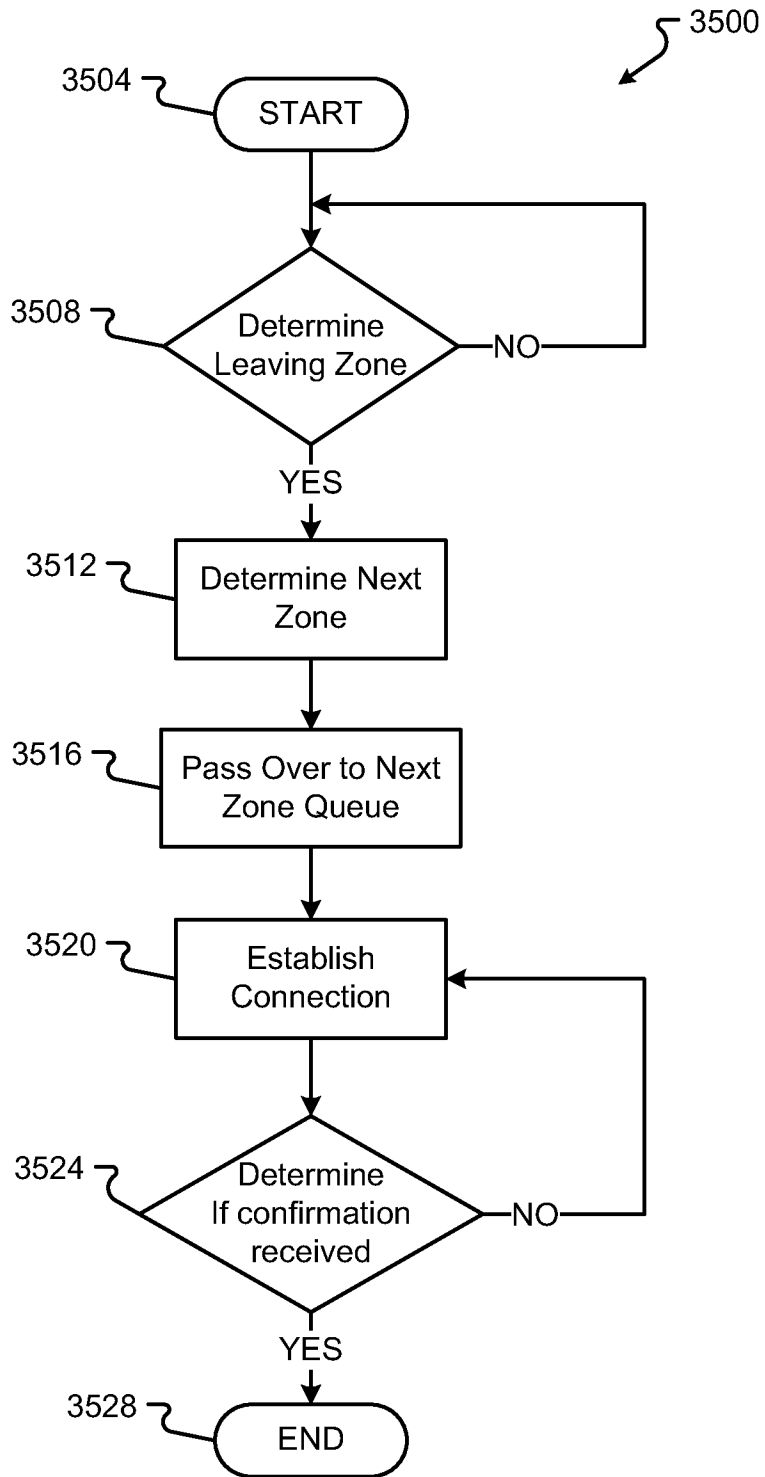 3500
3504
START
3508
Determine
Leaving Zone
NO
YES
3512
Determine Next
Zone
3516
Pass Over to Next
Zone Queue
3520
Establish
Connection
3524
Determine
If confirmation
received
NO
YES
3528
END